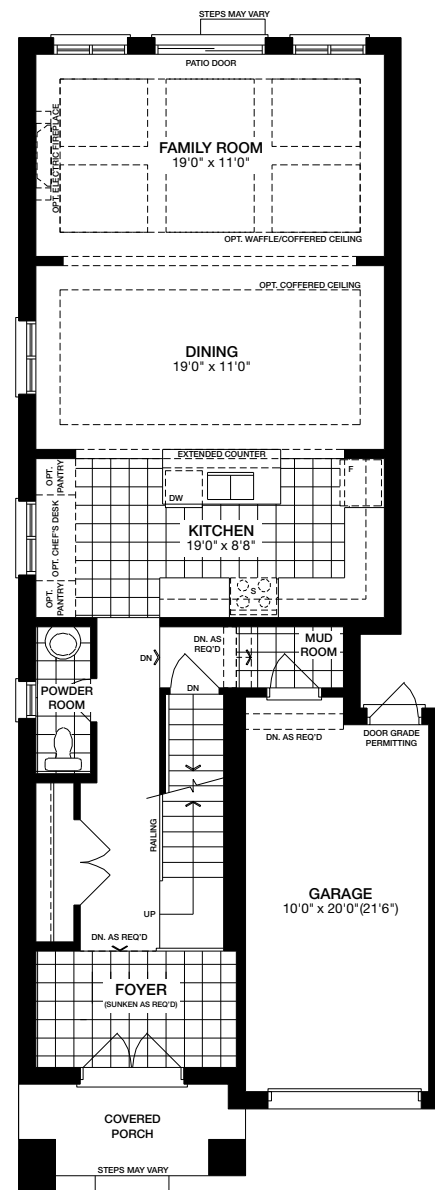 STEPS MAY VARY
PATIO DOOR
OPT. ELECTRIC FIREPLACE
FAMILY ROOM
19'0" x 11'0"
OPT. WAFFLE/COFFERED CEILING
OPT. COFFERED CEILING
DINING
19'0" x 11'0"
EXTENDED COUNTER
OPT.
PANTRY
F
DW
OPT. CHEF'S DESK
KITCHEN
19'0" x 8'8"
S
OPT.
PANTRY
DN
DN. AS
REQ'D
MUD
ROOM
POWDER
ROOM
DN
DN. AS REQ'D
DOOR GRADE
PERMITTING
RAILING
GARAGE
10'0" x 20'0"(21'6")
UP
DN. AS REQ'D
FOYER
(SUNKEN AS REQ'D)
COVERED
PORCH
STEPS MAY VARY